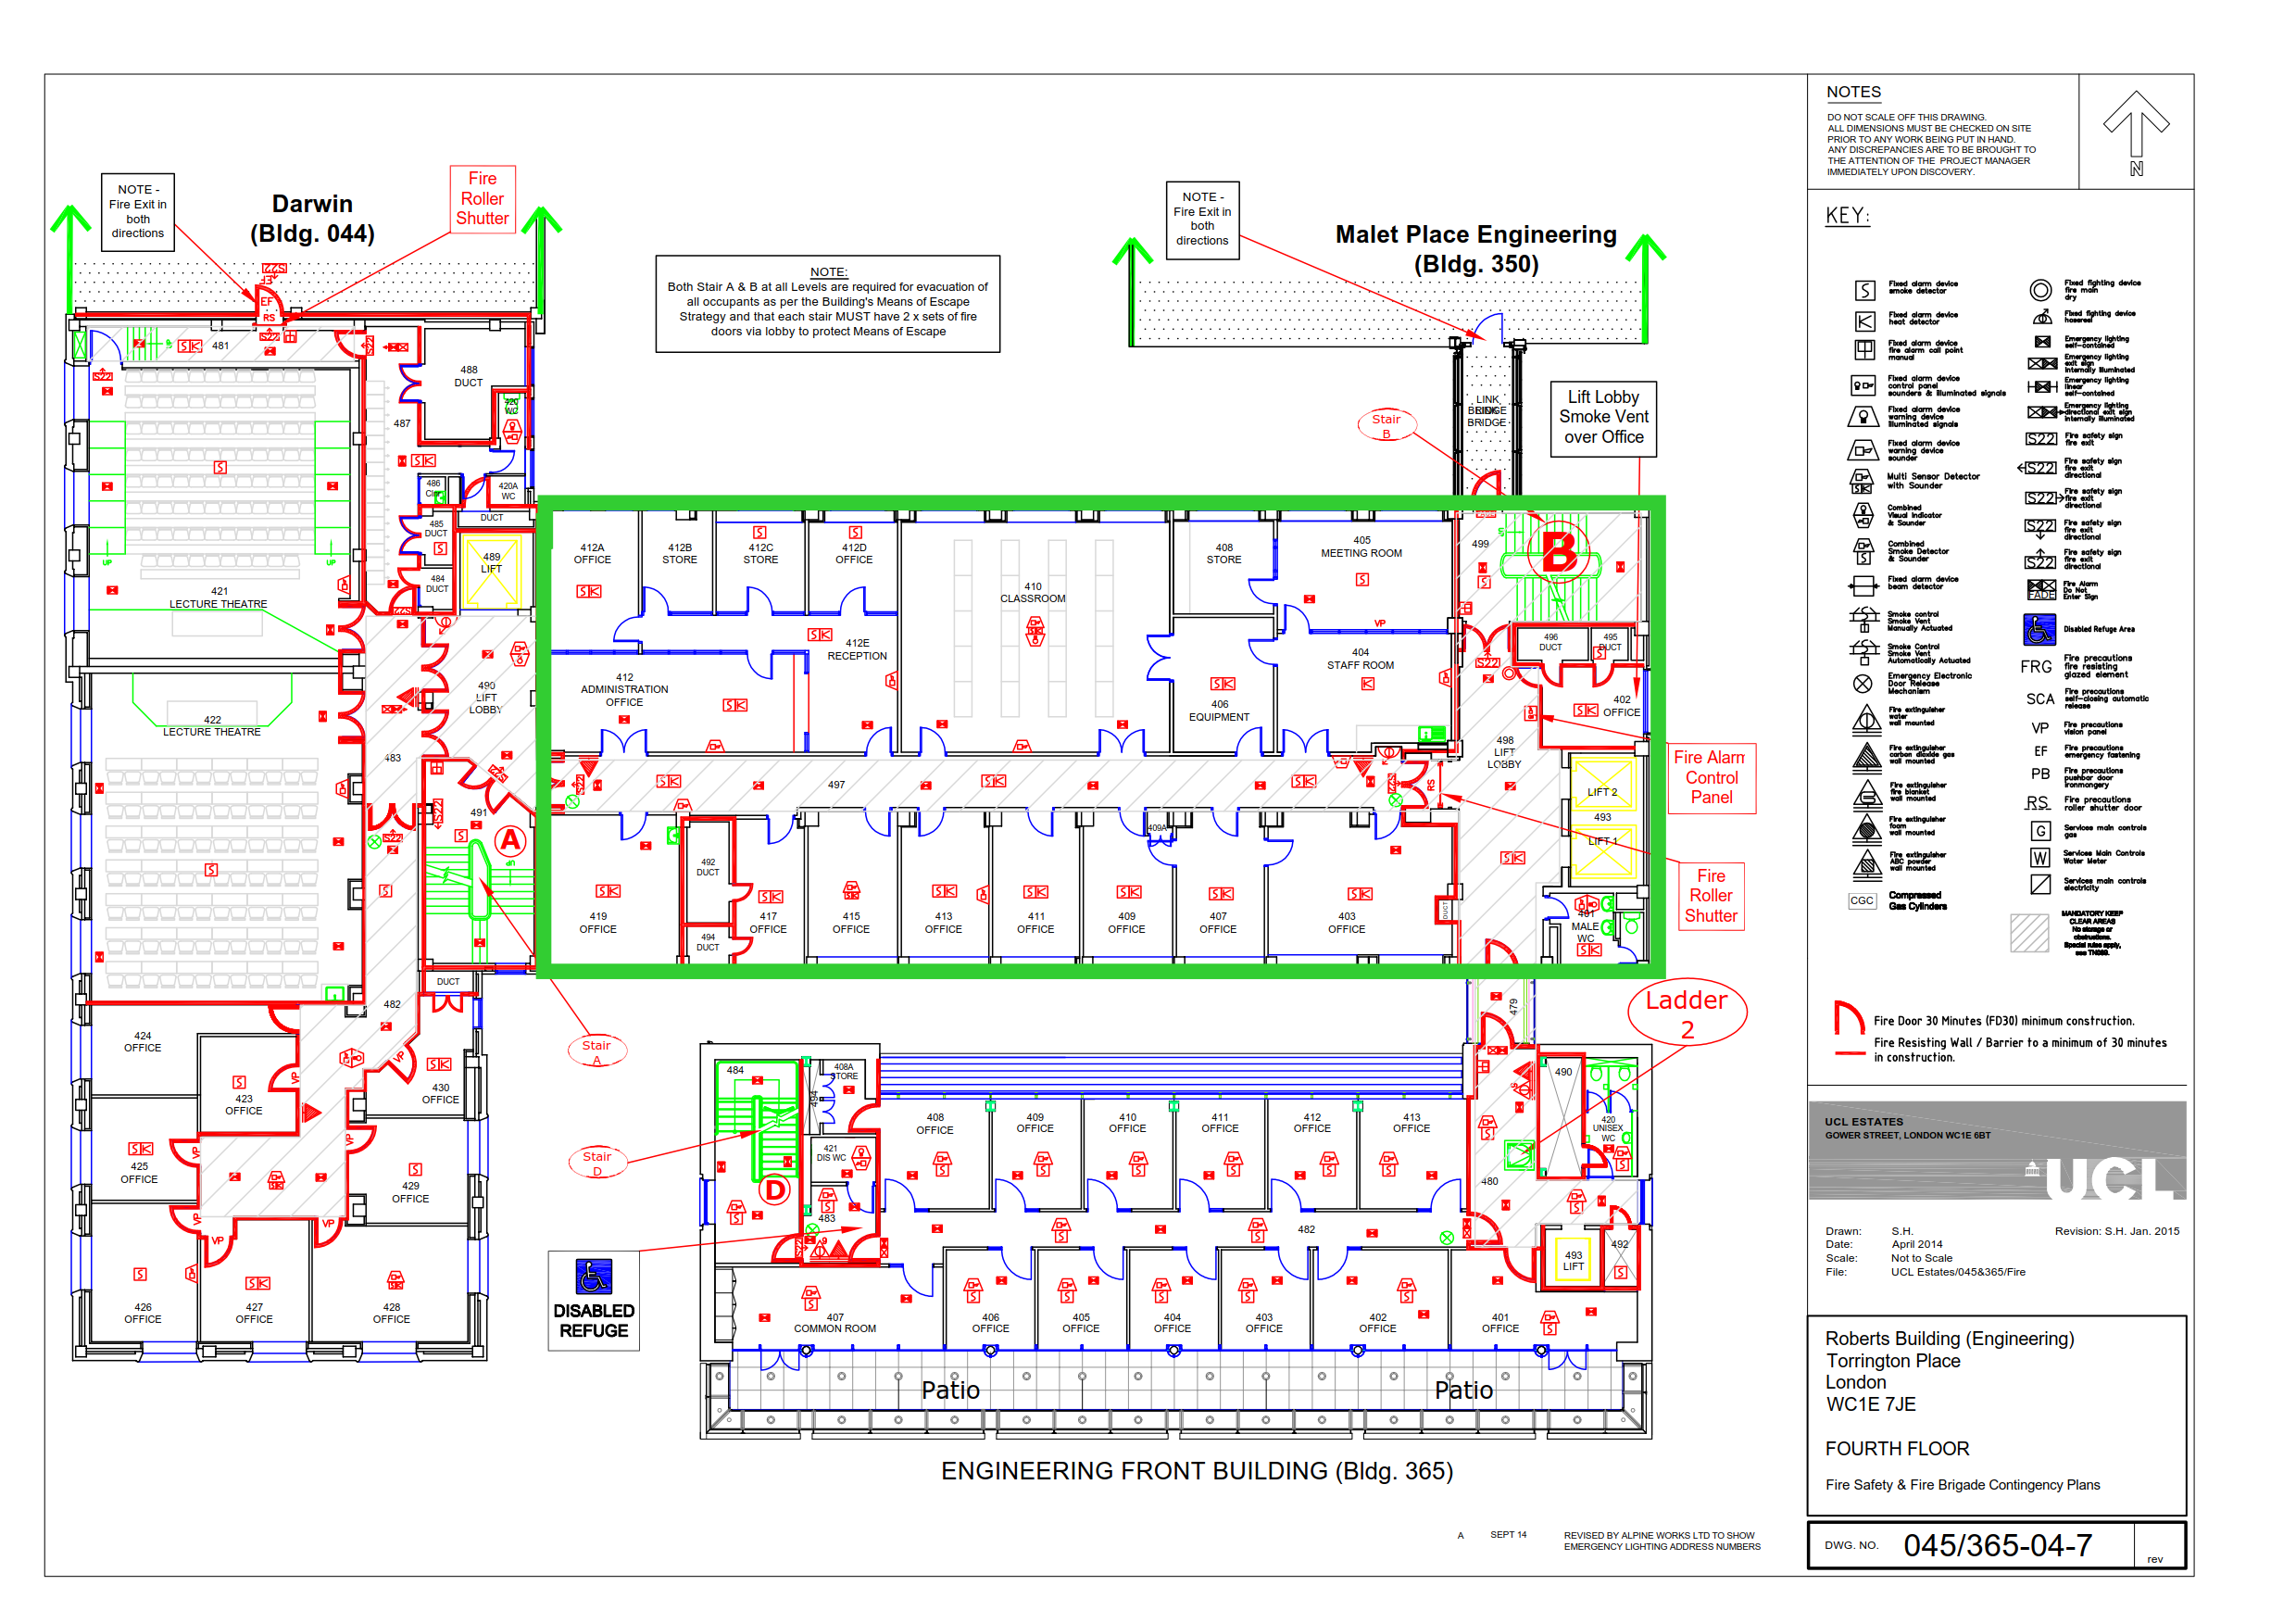 NOTES
DO NOT SCALE OFF THIS DRAWING.
ALL DIMENSIONS MUST BE CHECKED ON SITE
PRIOR TO ANY WORK BEING PUT IN HAND.
ANY DISCREPANCIES ARE TO BE BROUGHT TO
THE ATTENTION OF THE PROJECT MANAGER
IMMEDIATELY UPON DISCOVERY.
N
NOTE -
Fire Exit in
both
directions
Darwin
(Bldg. 044)
Fire
Roller
Shutter
NOTE:
Both Stair A & B at all Levels are required for evacuation of
all occupants as per the Building's Means of Escape
Strategy and that each stair MUST have 2 x sets of fire
doors via lobby to protect Means of Escape
NOTE -
Fire Exit in
both
directions
Malet Place Engineering
(Bldg. 350)
Lift Lobby
Smoke Vent
over Office
Stair
B
LINK
BRIDGE
BRIDGE
EF
RS
481
488
DUCT
420
WC
487
486
420A
WC
DUCT
485
DUCT
484
DUCT
489
LIFT
UP
UP
421
LECTURE THEATRE
422
LECTURE THEATRE
490
LIFT
LOBBY
483
491
A
482
DUCT
424
OFFICE
423
OFFICE
430
OFFICE
425
OFFICE
429
OFFICE
426
OFFICE
427
OFFICE
428
OFFICE
VP
VP
VP
VP
VP
VP
VP
412A
OFFICE
412B
STORE
412C
STORE
412D
OFFICE
412E
RECEPTION
412
ADMINISTRATION
OFFICE
410
CLASSROOM
408
STORE
405
MEETING ROOM
VP
404
STAFF ROOM
406
EQUIPMENT
499
B
496
DUCT
495
DUCT
402
OFFICE
498
LIFT
LOBBY
RS
LIFT 2
493
LIFT 1
401
MALE
WC
497
419
OFFICE
492
DUCT
494
DUCT
417
OFFICE
415
OFFICE
413
OFFICE
411
OFFICE
409A
409
OFFICE
407
OFFICE
403
OFFICE
DUCT
Fire Alarm
Control
Panel
Fire
Roller
Shutter
Stair
A
Ladder
2
479
Stair
D
484
D
494
408A
STORE
421
DIS WC
483
408
OFFICE
409
OFFICE
410
OFFICE
411
OFFICE
412
OFFICE
413
OFFICE
490
420
UNISEX
WC
480
482
492
493
LIFT
407
COMMON ROOM
406
OFFICE
405
OFFICE
404
OFFICE
403
OFFICE
402
OFFICE
401
OFFICE
DISABLED
REFUGE
Patio
Patio
ENGINEERING FRONT BUILDING (Bldg. 365)
A SEPT 14 REVISED BY ALPINE WORKS LTD TO SHOW
EMERGENCY LIGHTING ADDRESS NUMBERS
KEY:
Fixed alarm device
smoke detector
Fixed alarm device
heat detector
Fixed alarm device
fire alarm call point
manual
Fixed alarm device
control panel
sounders & illuminated signals
Fixed alarm device
warning device
illuminated signals
Fixed alarm device
warning device
sounder
Multi Sensor Detector
with Sounder
Combined
Visual Indicator
& Sounder
Combined
Smoke Detector
& Sounder
Fixed alarm device
beam detector
Smoke control
Smoke Vent
Manually Actuated
Smoke Control
Smoke Vent
Automatically Actuated
Emergency Electronic
Door Release
Mechanism
Fire extinguisher
water
wall mounted
Fire extinguisher
carbon dioxide gas
wall mounted
Fire extinguisher
fire blanket
wall mounted
Fire extinguisher
foam
wall mounted
Fire extinguisher
ABC powder
wall mounted
CGC Compressed
Gas Cylinders
Fixed fighting device
fire main
dry
Fixed fighting device
hosereel
Emergency lighting
self-contained
Emergency lighting
exit sign
internally illuminated
Emergency lighting
linear
self-contained
Emergency lighting
directional exit sign
internally illuminated
S22 Fire safety sign
fire exit
S22 Fire safety sign
fire exit
directional
S22 Fire safety sign
fire exit
directional
S22 Fire safety sign
fire exit
directional
S22 Fire safety sign
fire exit
directional
FADE Fire Alarm
Do Not
Enter Sign
Disabled Refuge Area
FRG Fire precautions
fire resisting
glazed element
SCA Fire precautions
self-closing automatic
release
VP Fire precautions
vision panel
EF Fire precautions
emergency fastening
PB Fire precautions
pushbar door
ironmongery
RS Fire precautions
roller shutter door
G Services main controls
gas
W Services Main Controls
Water Meter
Services main controls
electricity
MANDATORY KEEP
CLEAR AREAS
No storage or
obstructions.
Special rules apply,
Fire Door 30 Minutes (FD30) minimum construction.
Fire Resisting Wall / Barrier to a minimum of 30 minutes
in construction.
UCL ESTATES
GOWER STREET, LONDON WC1E 6BT
UCL
Drawn: S.H. Revision: S.H. Jan. 2015
Date: April 2014
Scale: Not to Scale
File: UCL Estates/045&365/Fire
Roberts Building (Engineering)
Torrington Place
London
WC1E 7JE
FOURTH FLOOR
Fire Safety & Fire Brigade Contingency Plans
DWG. NO. 045/365-04-7 rev